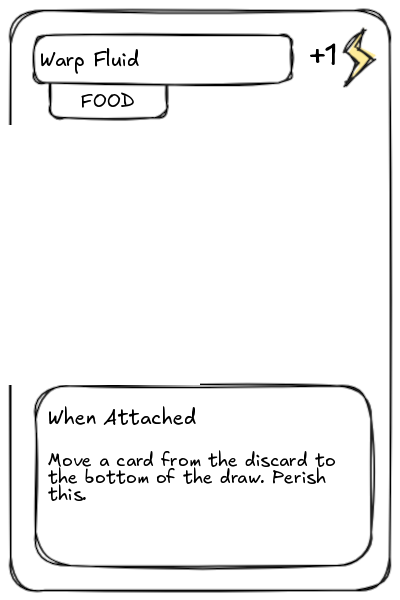 Warp Fluid
+1
FOOD
When Attached
Move a card from the discard to
the bottom of the draw. Perish
this.